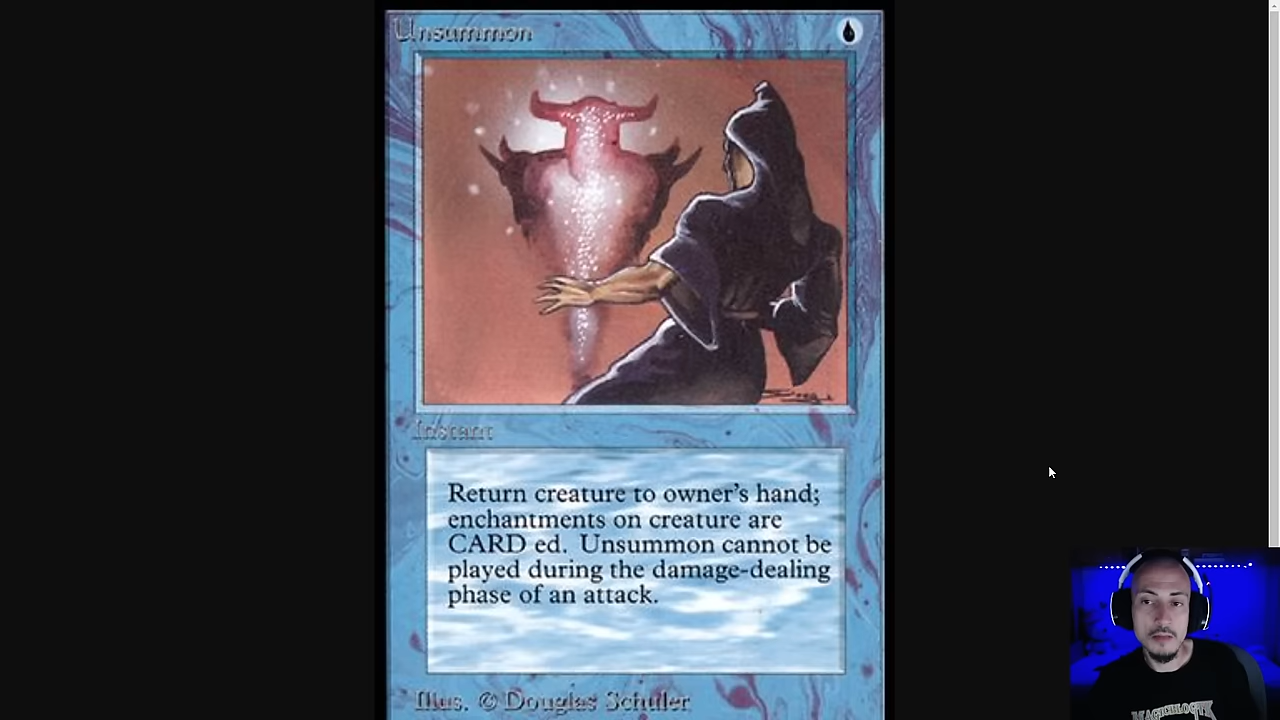 Unsummon
Instant
Return creature to owner's hand;
enchantments on creature are
CARD ed. Unsummon cannot be
played during the damage-dealing
phase of an attack.
Illus. © Douglas Schuler